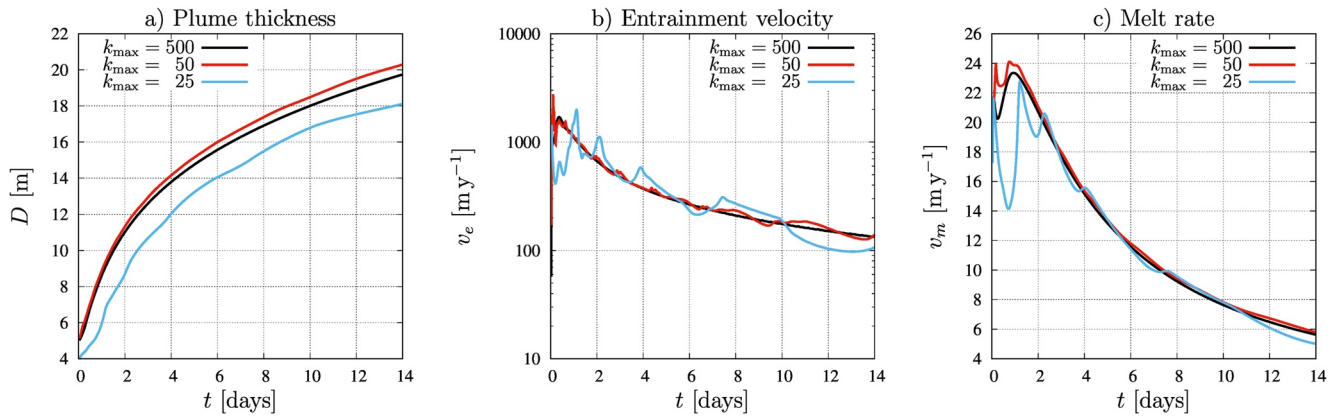 a) Plume thickness
22
20
18
16
14
12
10
8
6
4
D [m]
k_max = 500
k_max = 50
k_max = 25
0 2 4 6 8 10 12 14
t [days]
b) Entrainment velocity
10000
1000
100
10
v_e [m y⁻¹]
k_max = 500
k_max = 50
k_max = 25
0 2 4 6 8 10 12 14
t [days]
c) Melt rate
26
24
22
20
18
16
14
12
10
8
6
4
v_m [m y⁻¹]
k_max = 500
k_max = 50
k_max = 25
0 2 4 6 8 10 12 14
t [days]